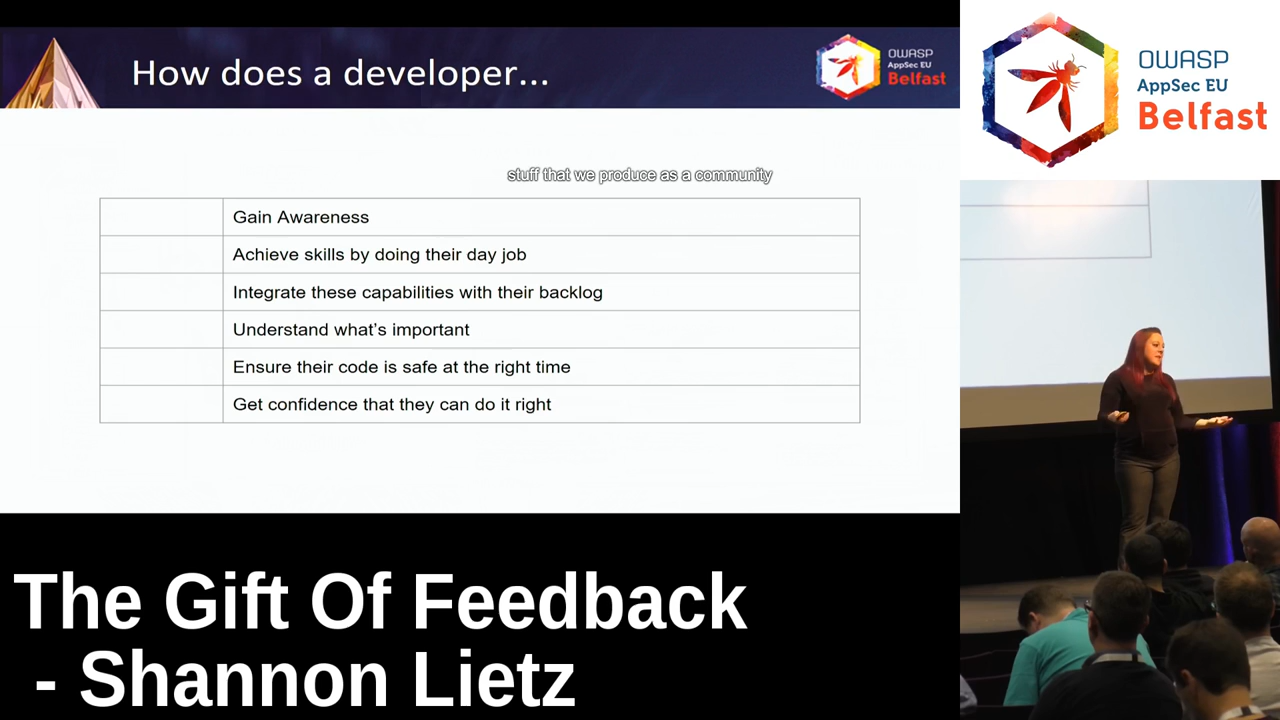 How does a developer...
OWASP
AppSec EU
Belfast
OWASP
AppSec EU
Belfast
stuff that we produce as a community
Gain Awareness
Achieve skills by doing their day job
Integrate these capabilities with their backlog
Understand what's important
Ensure their code is safe at the right time
Get confidence that they can do it right
The Gift Of Feedback
- Shannon Lietz